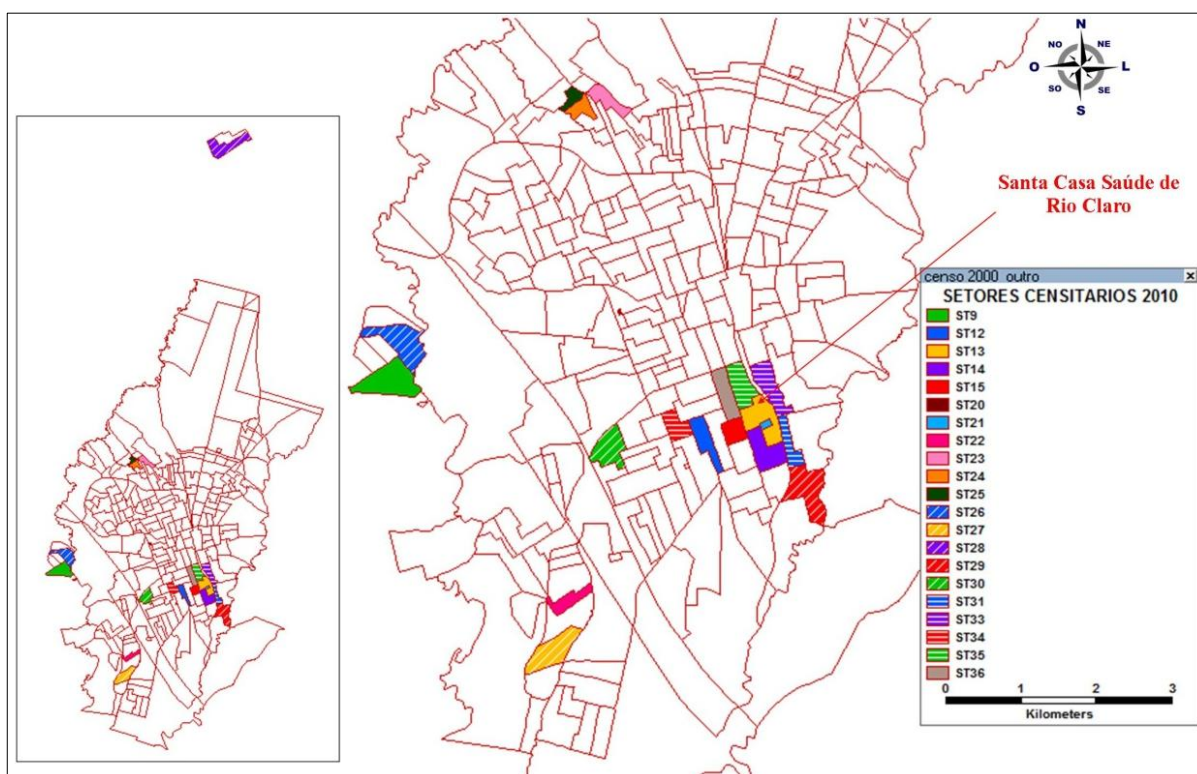 N
NO
NE
O
L
SO
SE
S
Santa Casa Saúde de
Rio Claro
censo 2000 outro
SETORES CENSITARIOS 2010
ST9
ST12
ST13
ST14
ST15
ST20
ST21
ST22
ST23
ST24
ST25
ST26
ST27
ST28
ST29
ST30
ST31
ST33
ST34
ST35
ST36
0 1 2 3
Kilometers